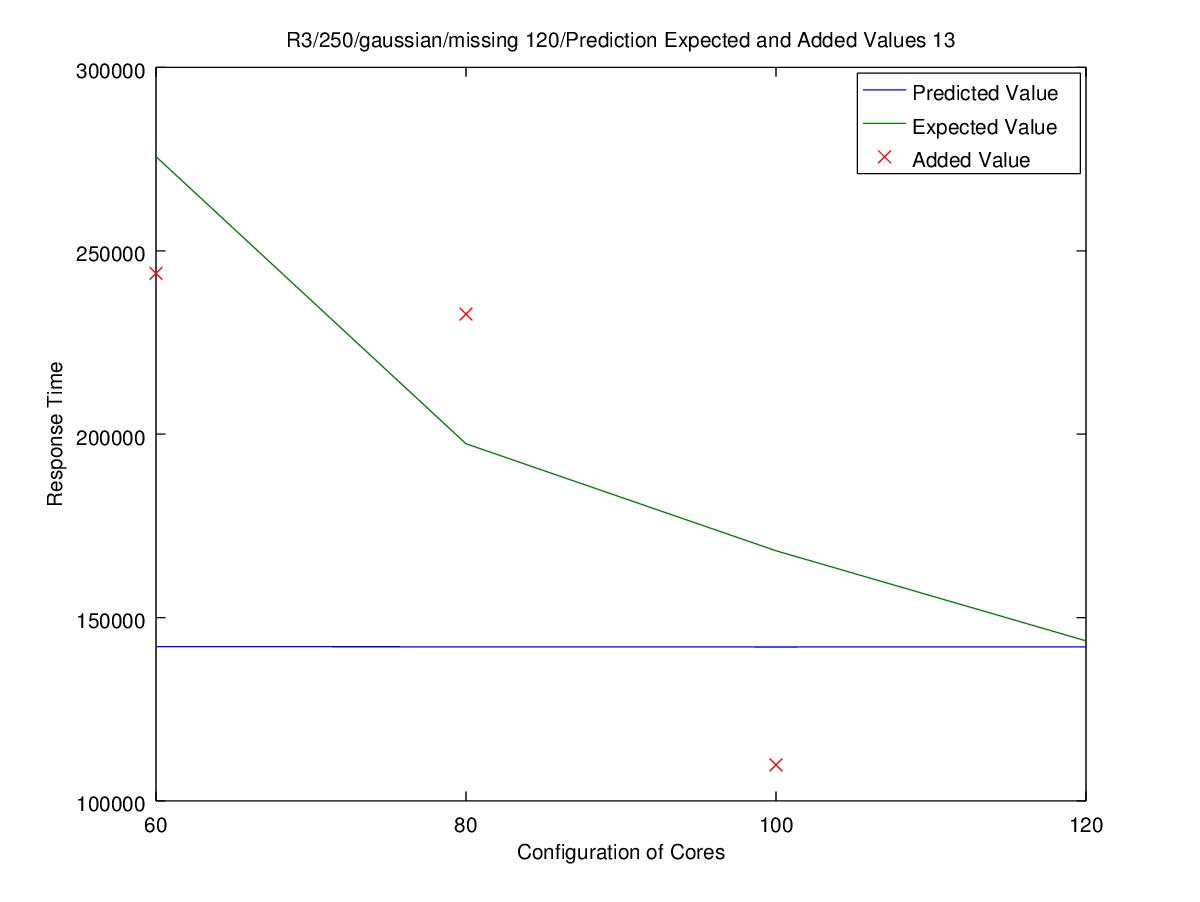 R3/250/gaussian/missing 120/Prediction Expected and Added Values 13
300000
250000
200000
150000
100000
60
80
100
120
Response Time
Configuration of Cores
Predicted Value
Expected Value
Added Value